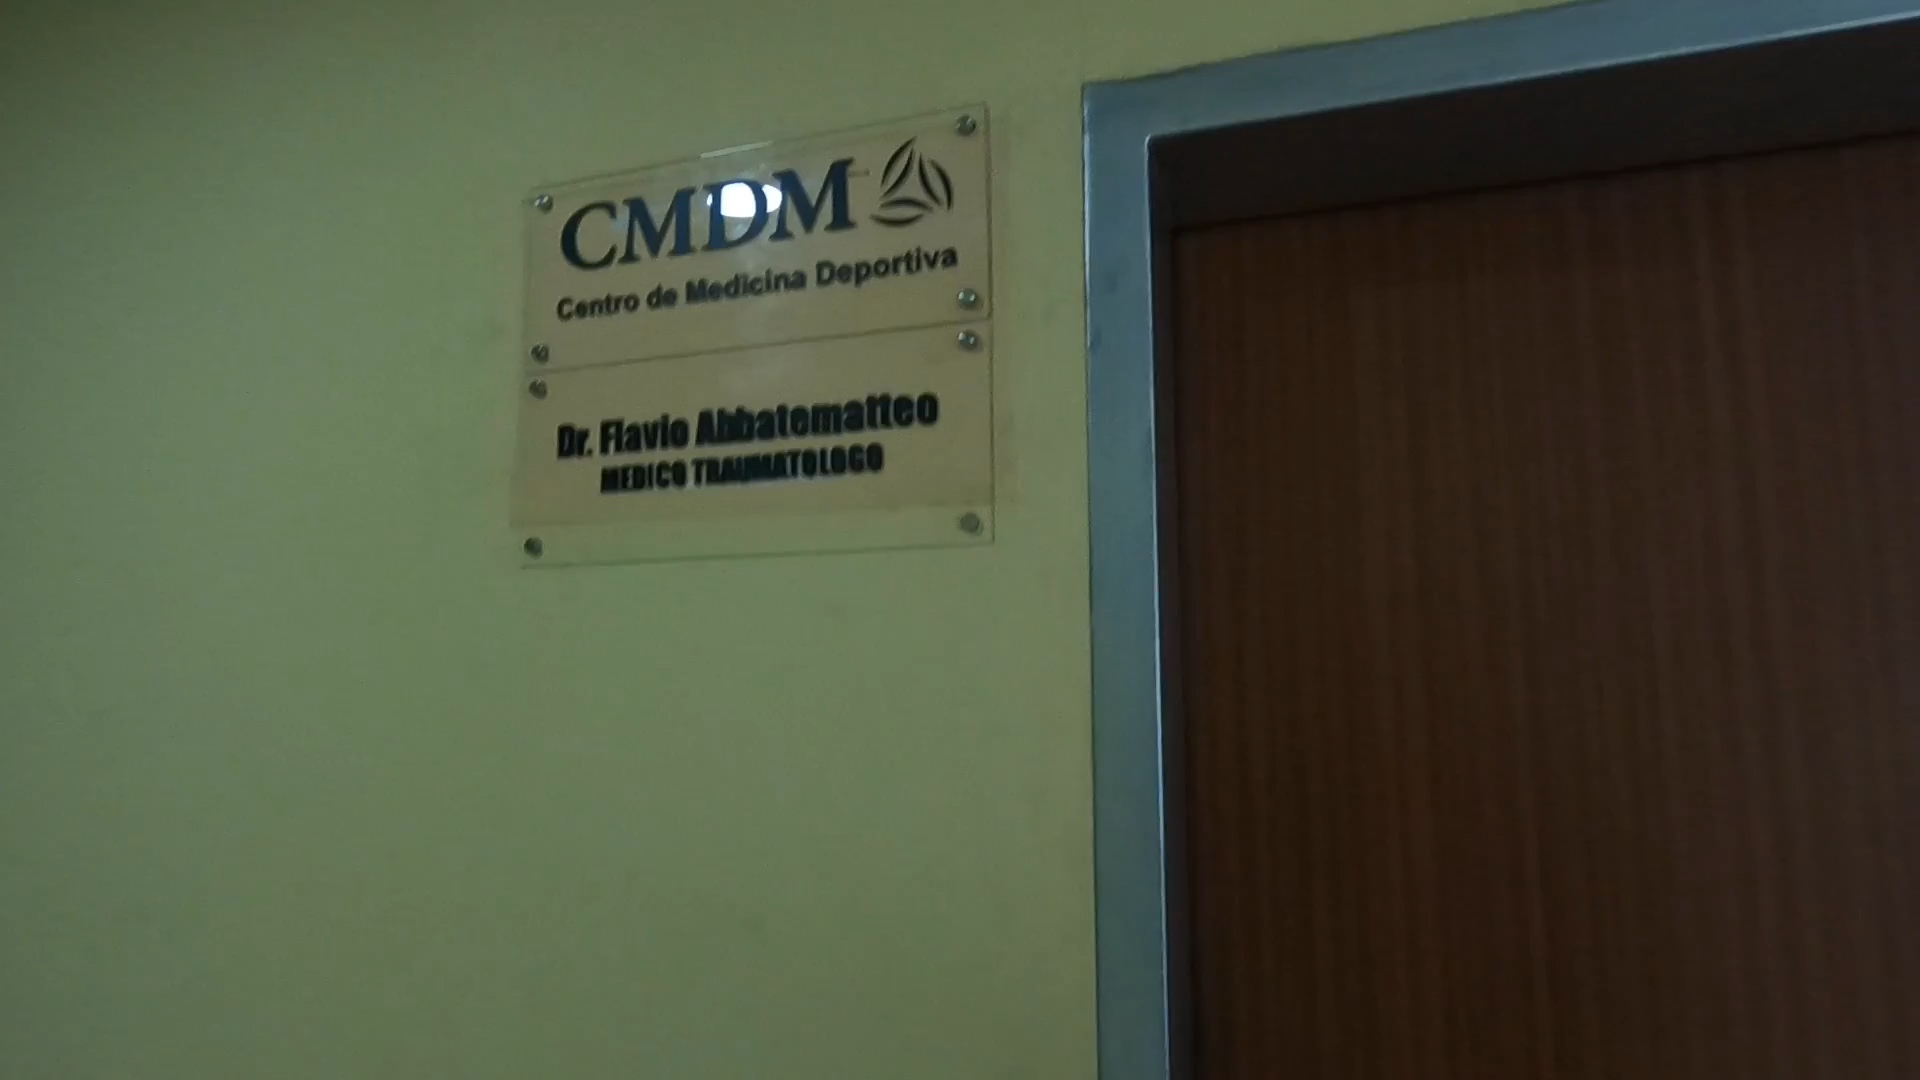 CMDM
Centro de Medicina Deportiva
Dr. Flavio Abbatematteo
MEDICO TRAUMATOLOGO